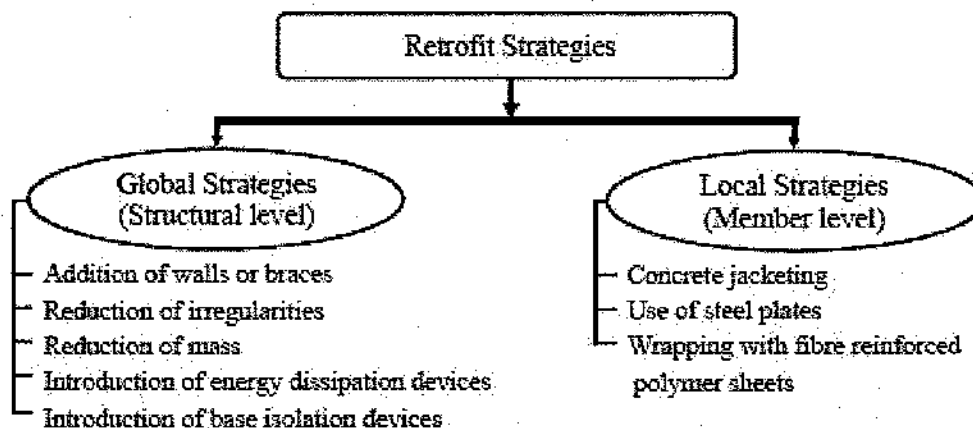 Retrofit Strategies
Global Strategies
(Structural level)
Addition of walls or braces
Reduction of irregularities
Reduction of mass
Introduction of energy dissipation devices
Introduction of base isolation devices
Local Strategies
(Member level)
Concrete jacketing
Use of steel plates
Wrapping with fibre reinforced
polymer sheets